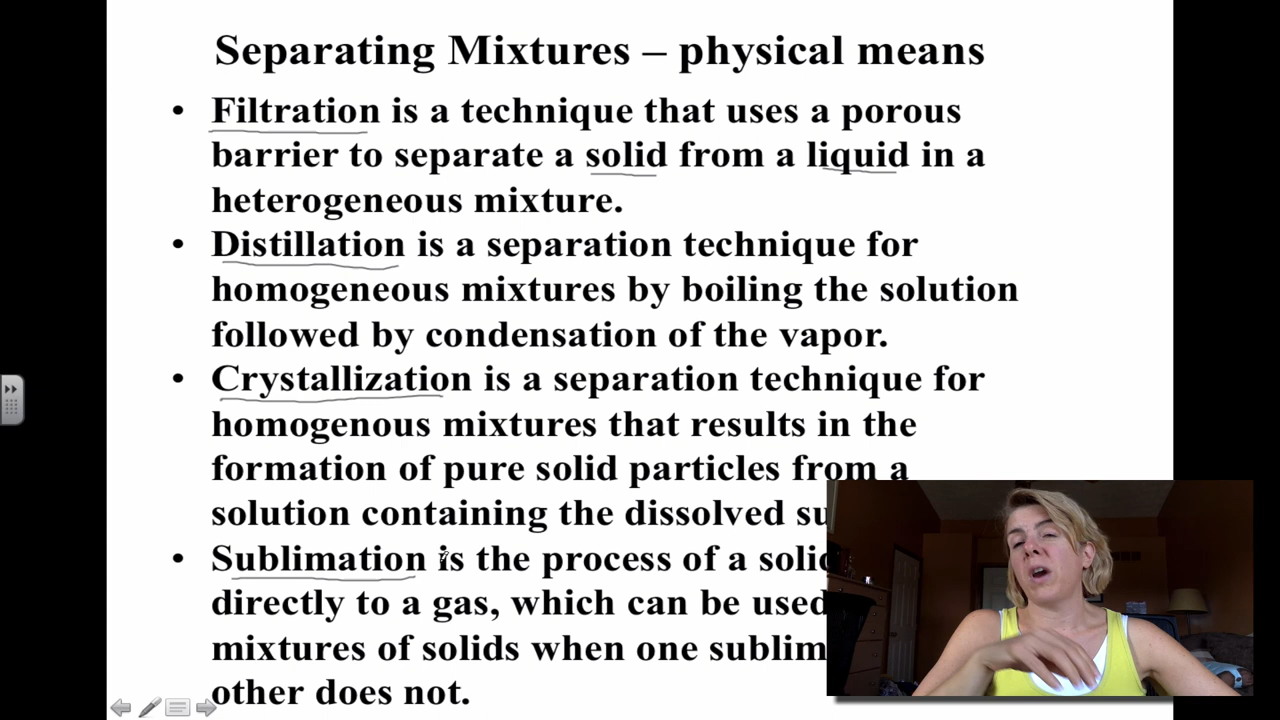 Separating Mixtures – physical means
• Filtration is a technique that uses a porous
barrier to separate a solid from a liquid in a
heterogeneous mixture.
• Distillation is a separation technique for
homogeneous mixtures by boiling the solution
followed by condensation of the vapor.
• Crystallization is a separation technique for
homogenous mixtures that results in the
formation of pure solid particles from a
solution containing the dissolved
• Sublimation is the process of a solid
directly to a gas, which can be used
mixtures of solids when one
other does not.